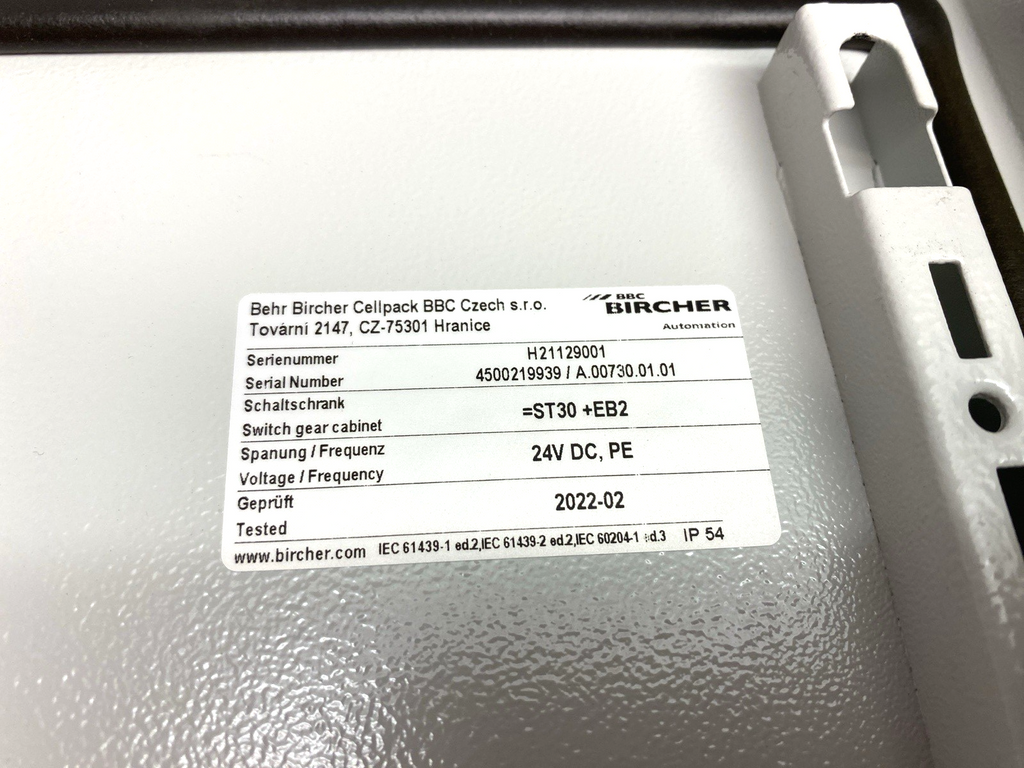 Behr Bircher Cellpack BBC Czech s.r.o.
Tovární 2147, CZ-75301 Hranice
BBC
BIRCHER
Automation
Serienummer
Serial Number
H21129001
4500219939 / A.00730.01.01
Schaltschrank
Switch gear cabinet
=ST30 +EB2
Spanung / Frequenz
Voltage / Frequency
24V DC, PE
Geprüft
Tested
2022-02
www.bircher.com IEC 61439-1 ed.2,IEC 61439-2 ed.2,IEC 60204-1 ed.3 IP 54